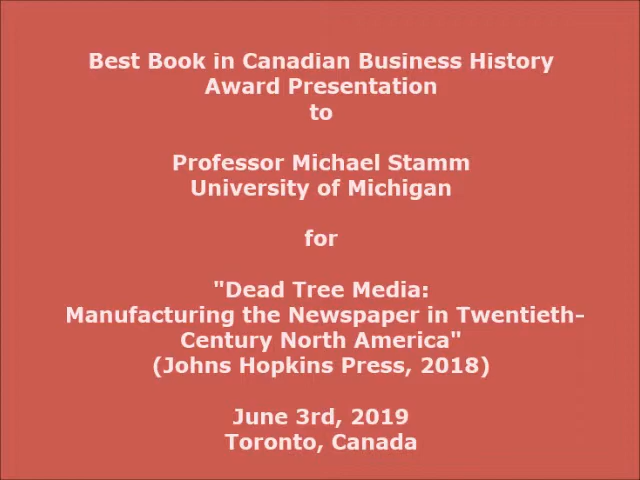 Best Book in Canadian Business History
Award Presentation
to
Professor Michael Stamm
University of Michigan
for
"Dead Tree Media:
Manufacturing the Newspaper in Twentieth-
Century North America"
(Johns Hopkins Press, 2018)
June 3rd, 2019
Toronto, Canada